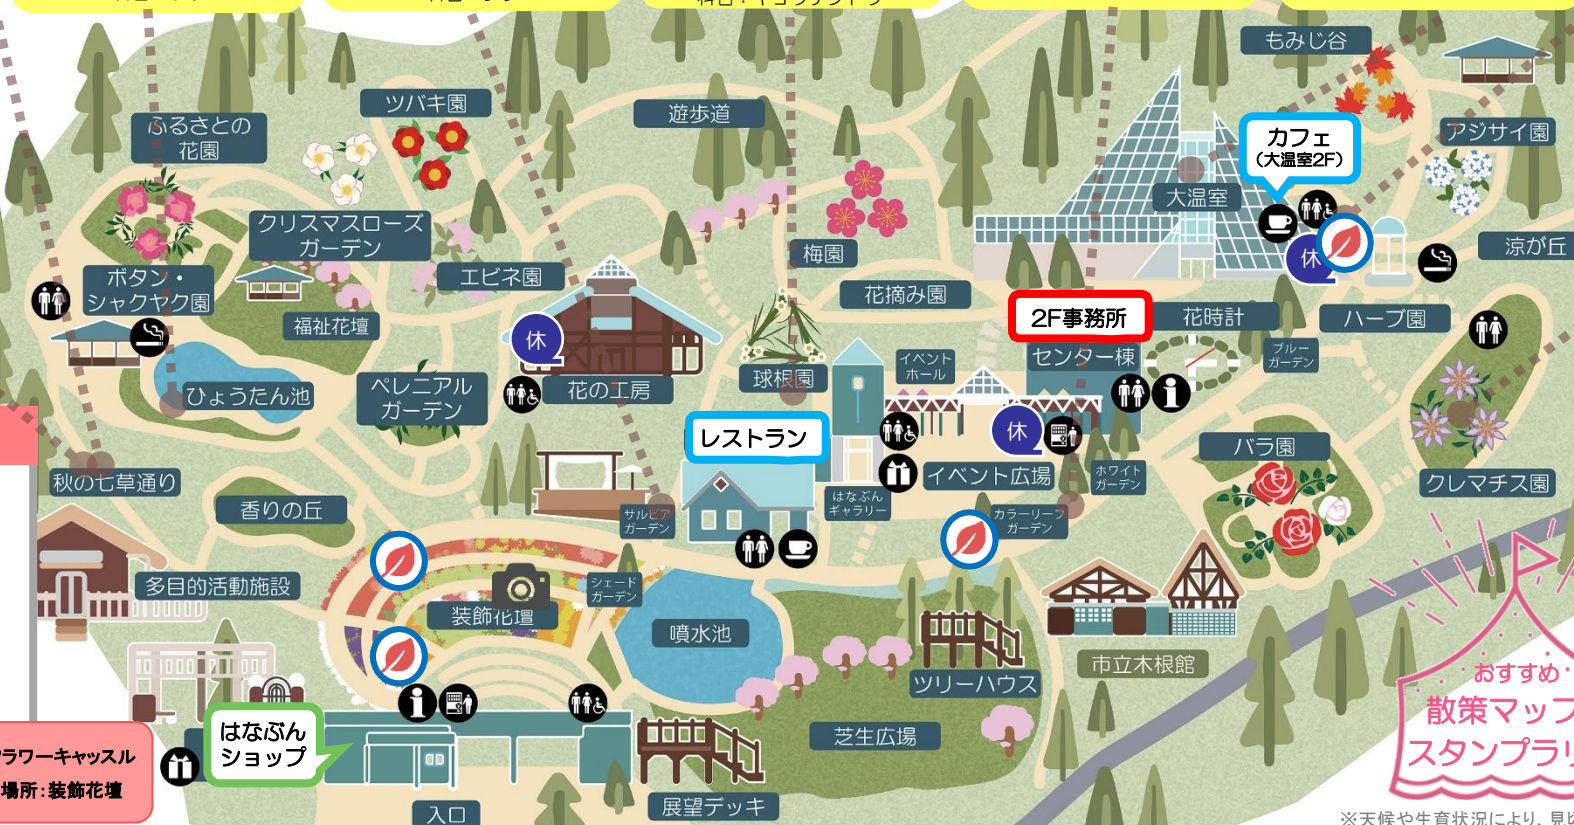 もみじ谷
ツバキ園
遊歩道
ふるさとの
花園
アジサイ園
カフェ
(大温室2F)
大温室
クリスマスローズ
ガーデン
梅園
涼が丘
休
ボタン・
シャクヤク園
エビネ園
花摘み園
福祉花壇
2F事務所
花時計
ハーブ園
休
センター棟
ブルー
ガーデン
イベント
ホール
ひょうたん池
ペレニアル
ガーデン
花の工房
球根園
レストラン
休
バラ園
秋の七草通り
イベント広場
ホワイト
ガーデン
クレマチス園
香りの丘
サルビア
ガーデン
はなぶん
ギャラリー
カラーリーフ
ガーデン
多目的活動施設
シェード
ガーデン
装飾花壇
噴水池
市立木根館
ツリーハウス
おすすめ
散策マップ
スタンプラリ
はなぶん
ショップ
芝生広場
ラワーキャッスル
場所:装飾花壇
入口
展望デッキ
※天候や生育状況により、見